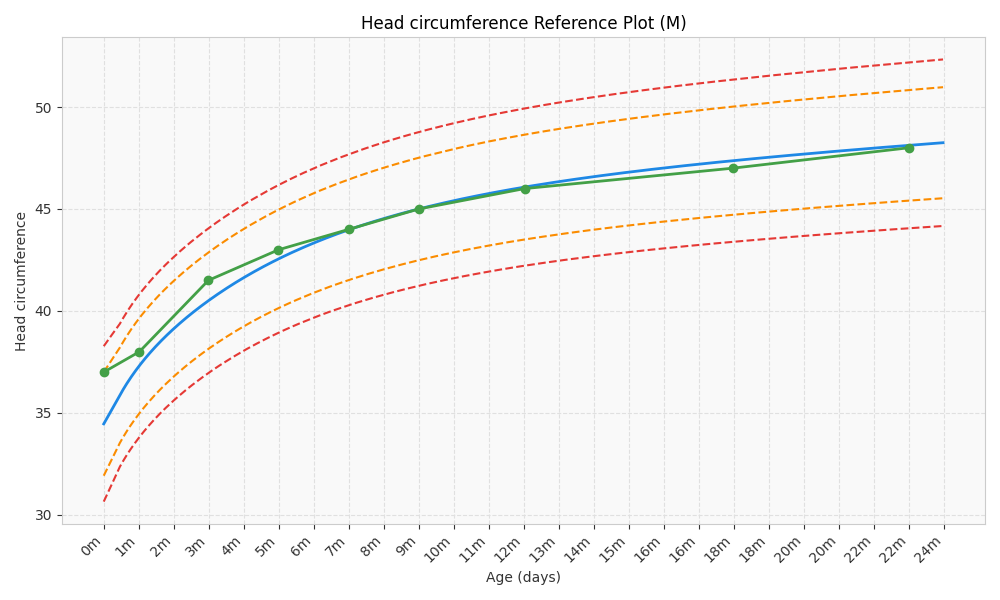 Head circumference Reference Plot (M)
Head circumference
50
45
40
35
30
0m 1m 2m 3m 4m 5m 6m 7m 8m 9m 10m 11m 12m 13m 14m 15m 16m 16m 18m 18m 20m 20m 22m 22m 24m
Age (days)